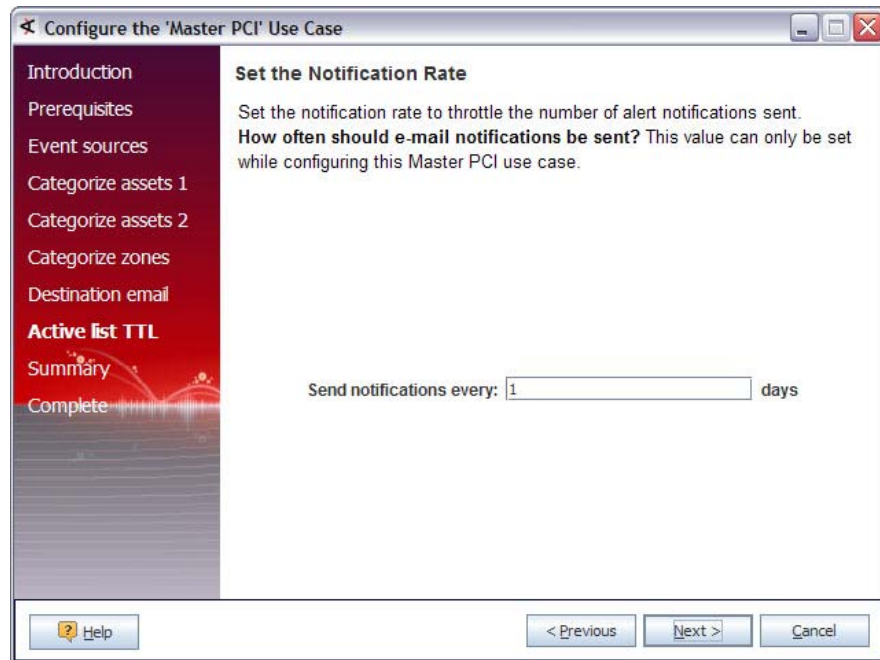 Configure the 'Master PCI' Use Case
Introduction
Prerequisites
Event sources
Categorize assets 1
Categorize assets 2
Categorize zones
Destination email
Active list TTL
Summary
Complete
Set the Notification Rate
Set the notification rate to throttle the number of alert notifications sent.
How often should e-mail notifications be sent? This value can only be set
while configuring this Master PCI use case.
Send notifications every: 1 days
Help
< Previous
Next >
Cancel